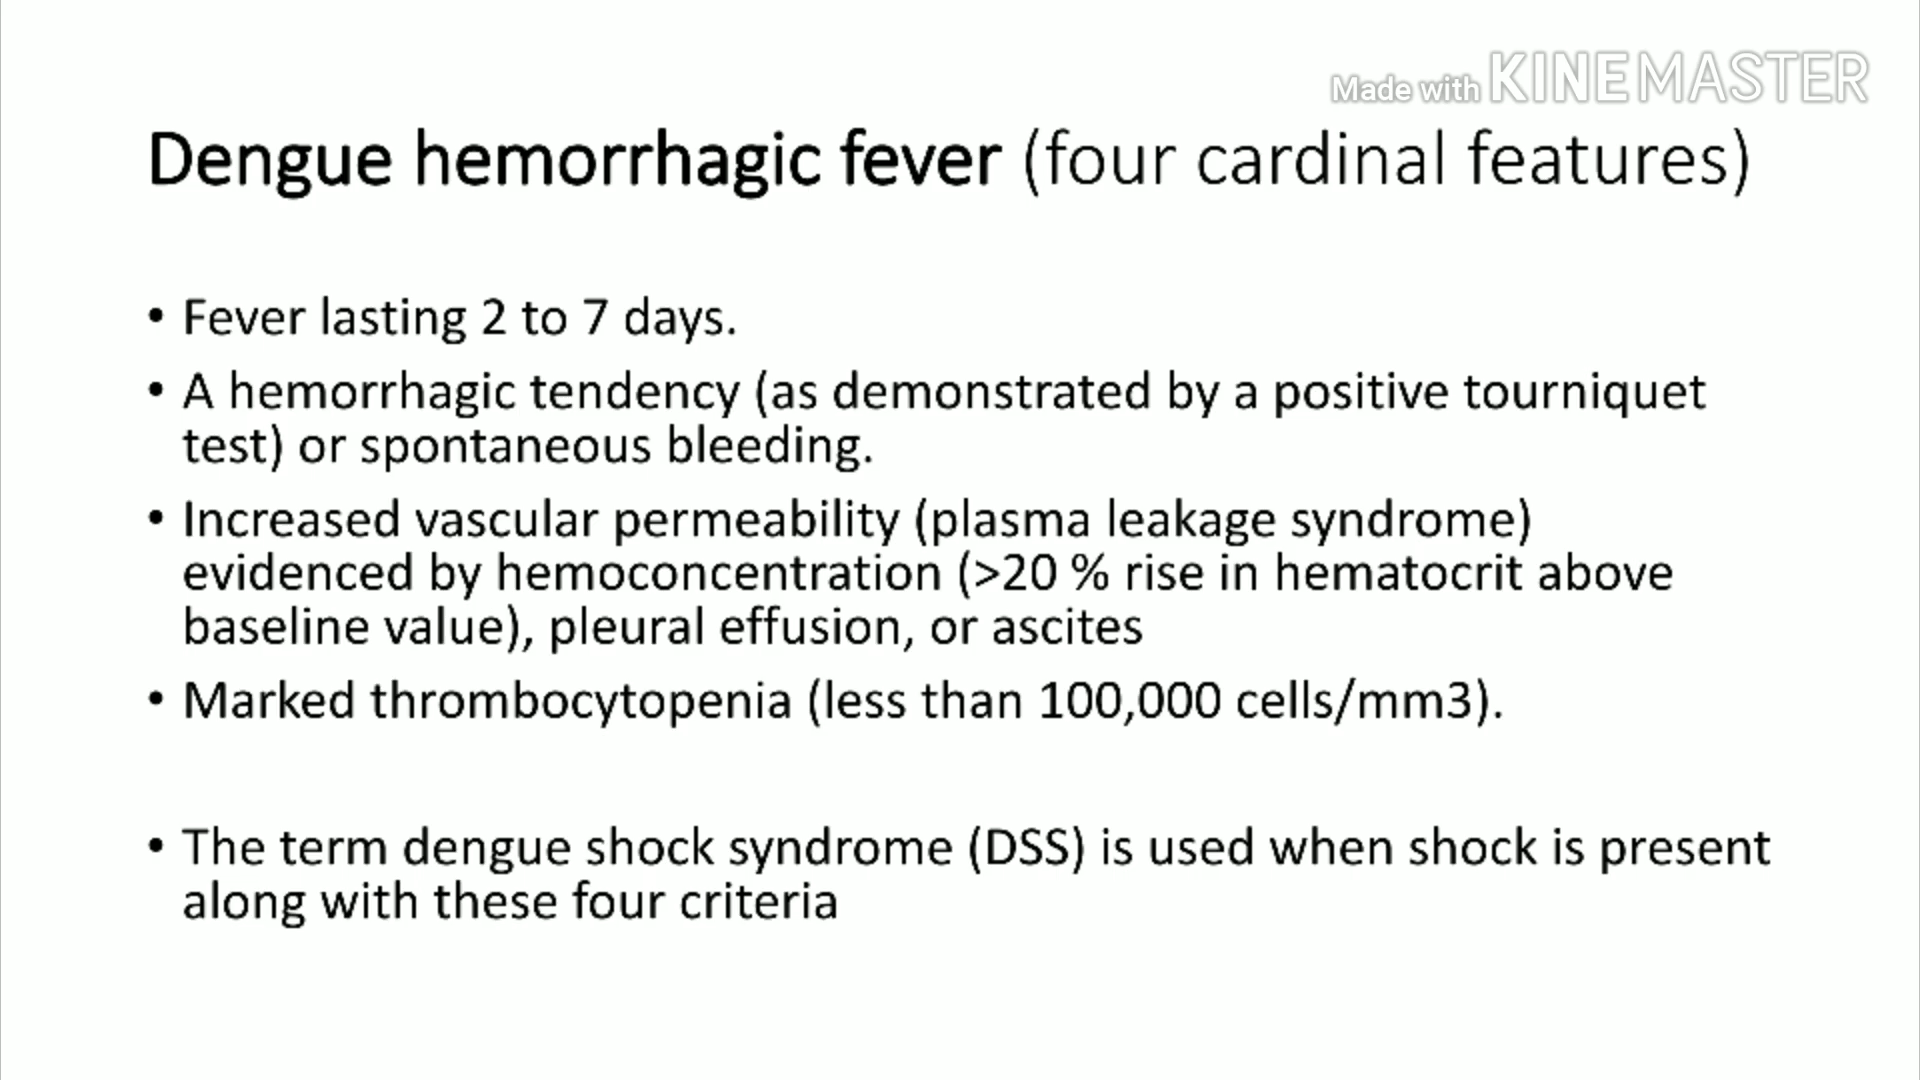 Made with KINEMASTER
Dengue hemorrhagic fever (four cardinal features)
• Fever lasting 2 to 7 days.
• A hemorrhagic tendency (as demonstrated by a positive tourniquet
test) or spontaneous bleeding.
• Increased vascular permeability (plasma leakage syndrome)
evidenced by hemoconcentration (>20 % rise in hematocrit above
baseline value), pleural effusion, or ascites
• Marked thrombocytopenia (less than 100,000 cells/mm3).
• The term dengue shock syndrome (DSS) is used when shock is present
along with these four criteria